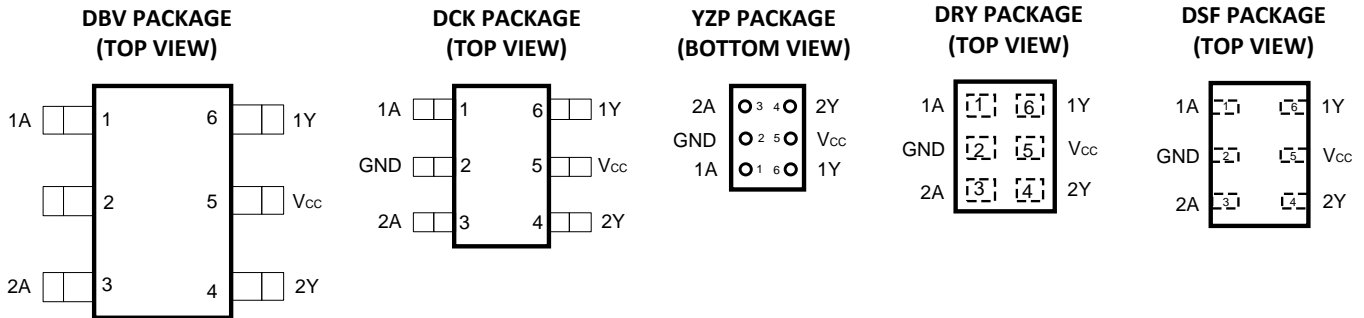 DBV PACKAGE
(TOP VIEW)
1A 1 6 1Y
2 5 VCC
2A 3 4 2Y
DCK PACKAGE
(TOP VIEW)
1A 1 6 1Y
GND 2 5 VCC
2A 3 4 2Y
YZP PACKAGE
(BOTTOM VIEW)
2A 3 4 2Y
GND 2 5 VCC
1A 1 6 1Y
DRY PACKAGE
(TOP VIEW)
1A 1 6 1Y
GND 2 5 VCC
2A 3 4 2Y
DSF PACKAGE
(TOP VIEW)
1A 1 6 1Y
GND 2 5 VCC
2A 3 4 2Y